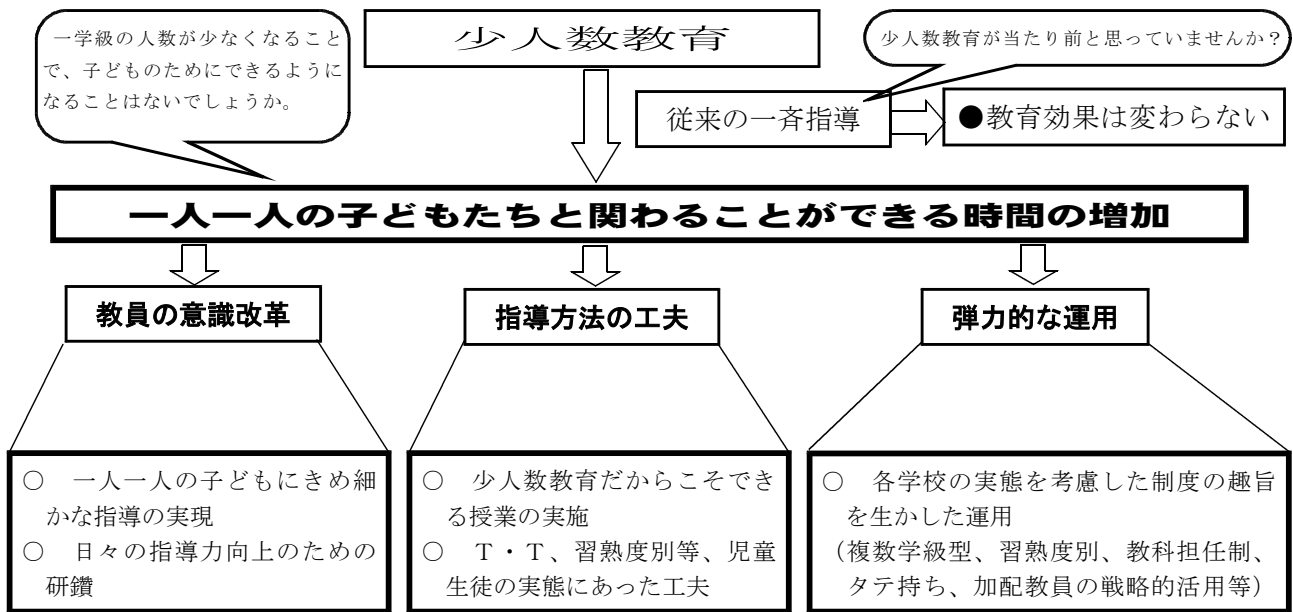 一学級の人数が少なくなること
で、子どものためにできるように
なることはないでしょうか。
少人数教育
少人数教育が当たり前と思っていませんか？
従来の一斉指導
●教育効果は変わらない
一人一人の子どもたちと関わることができる時間の増加
教員の意識改革
指導方法の工夫
弾力的な運用
○　一人一人の子どもにきめ細
かな指導の実現
○　日々の指導力向上のための
研鑽
○　少人数教育だからこそでき
る授業の実施
○　Ｔ・Ｔ、習熟度別等、児童
生徒の実態にあった工夫
○　各学校の実態を考慮した制度の趣旨
を生かした運用
（複数学級型、習熟度別、教科担任制、
タテ持ち、加配教員の戦略的活用等）